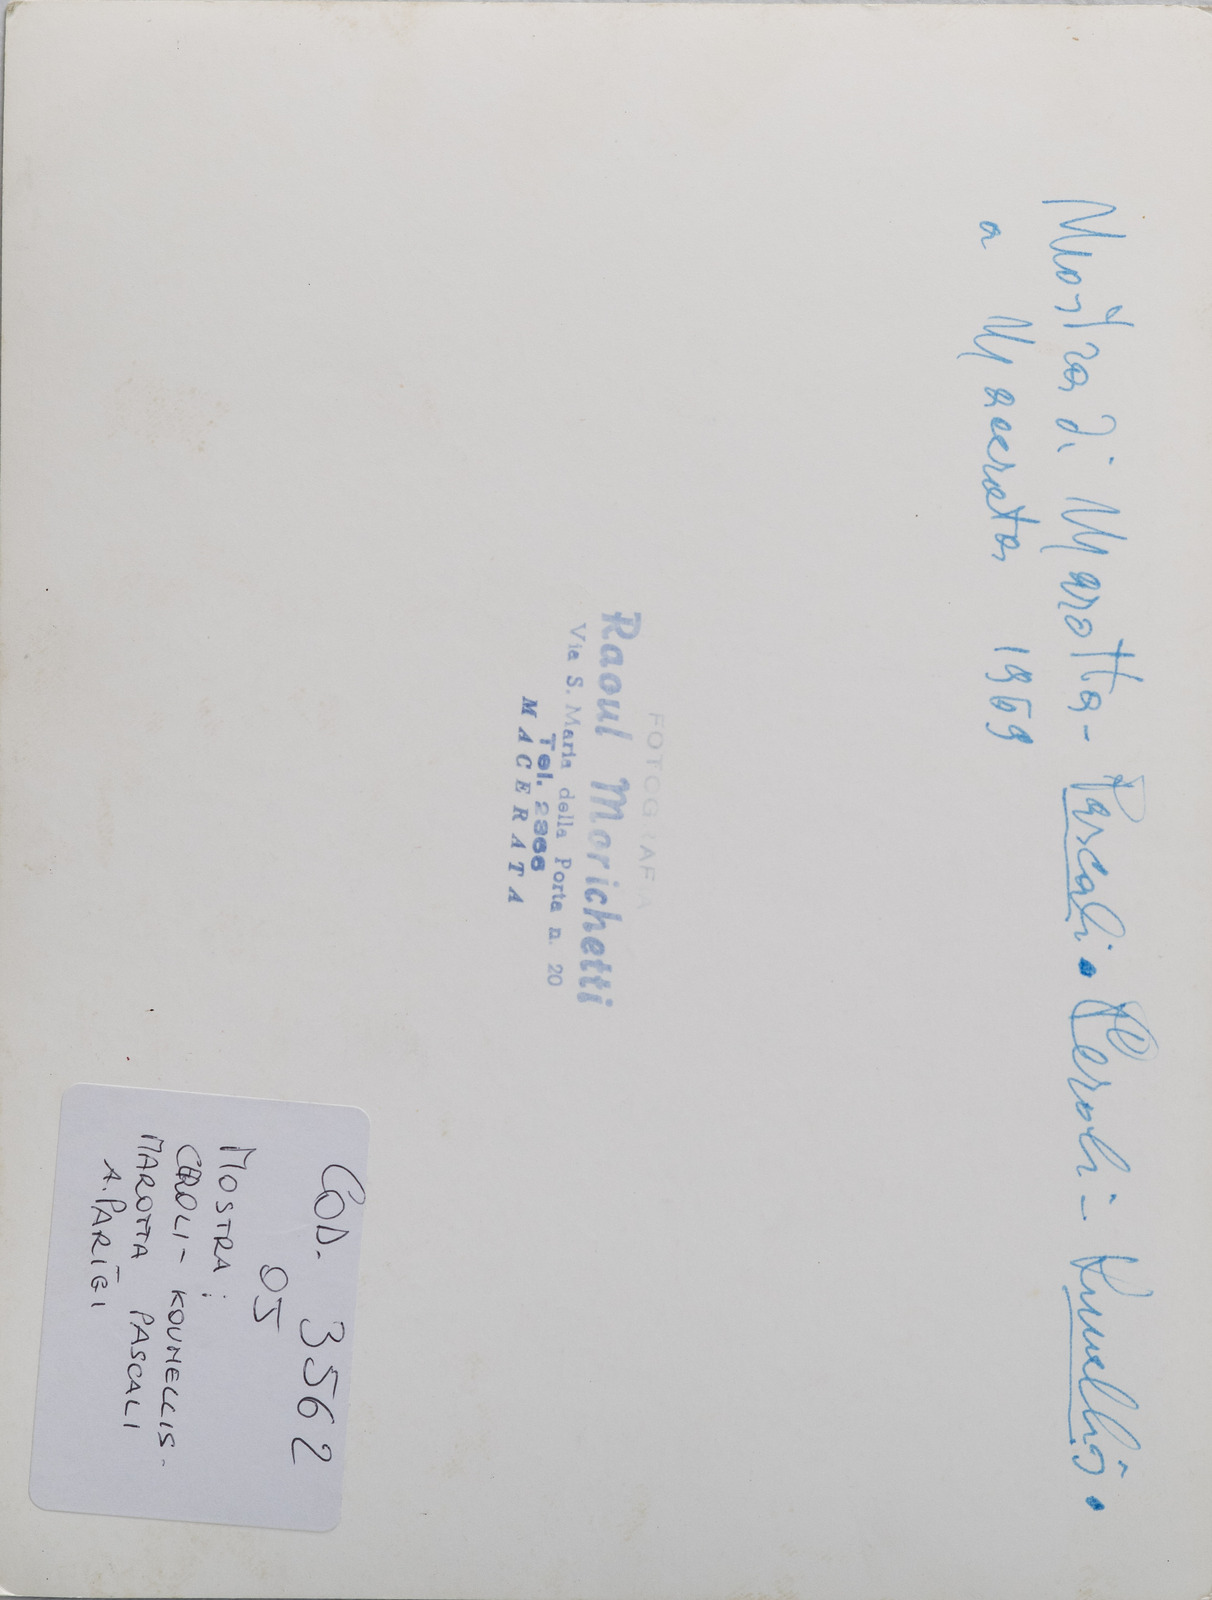 Mostra di Marotta - Pascali. Ceroli - Kunellis.
a Macerata 1969
FOTOGRAFIA
Raoul Morichetti
Via S. Maria della Porta n. 20
Tel. 2366
MACERATA
COD. 3562
05
MOSTRA:
CEROLI - KOUNELLIS -
MAROTTA PASCALI
A. PARIGI